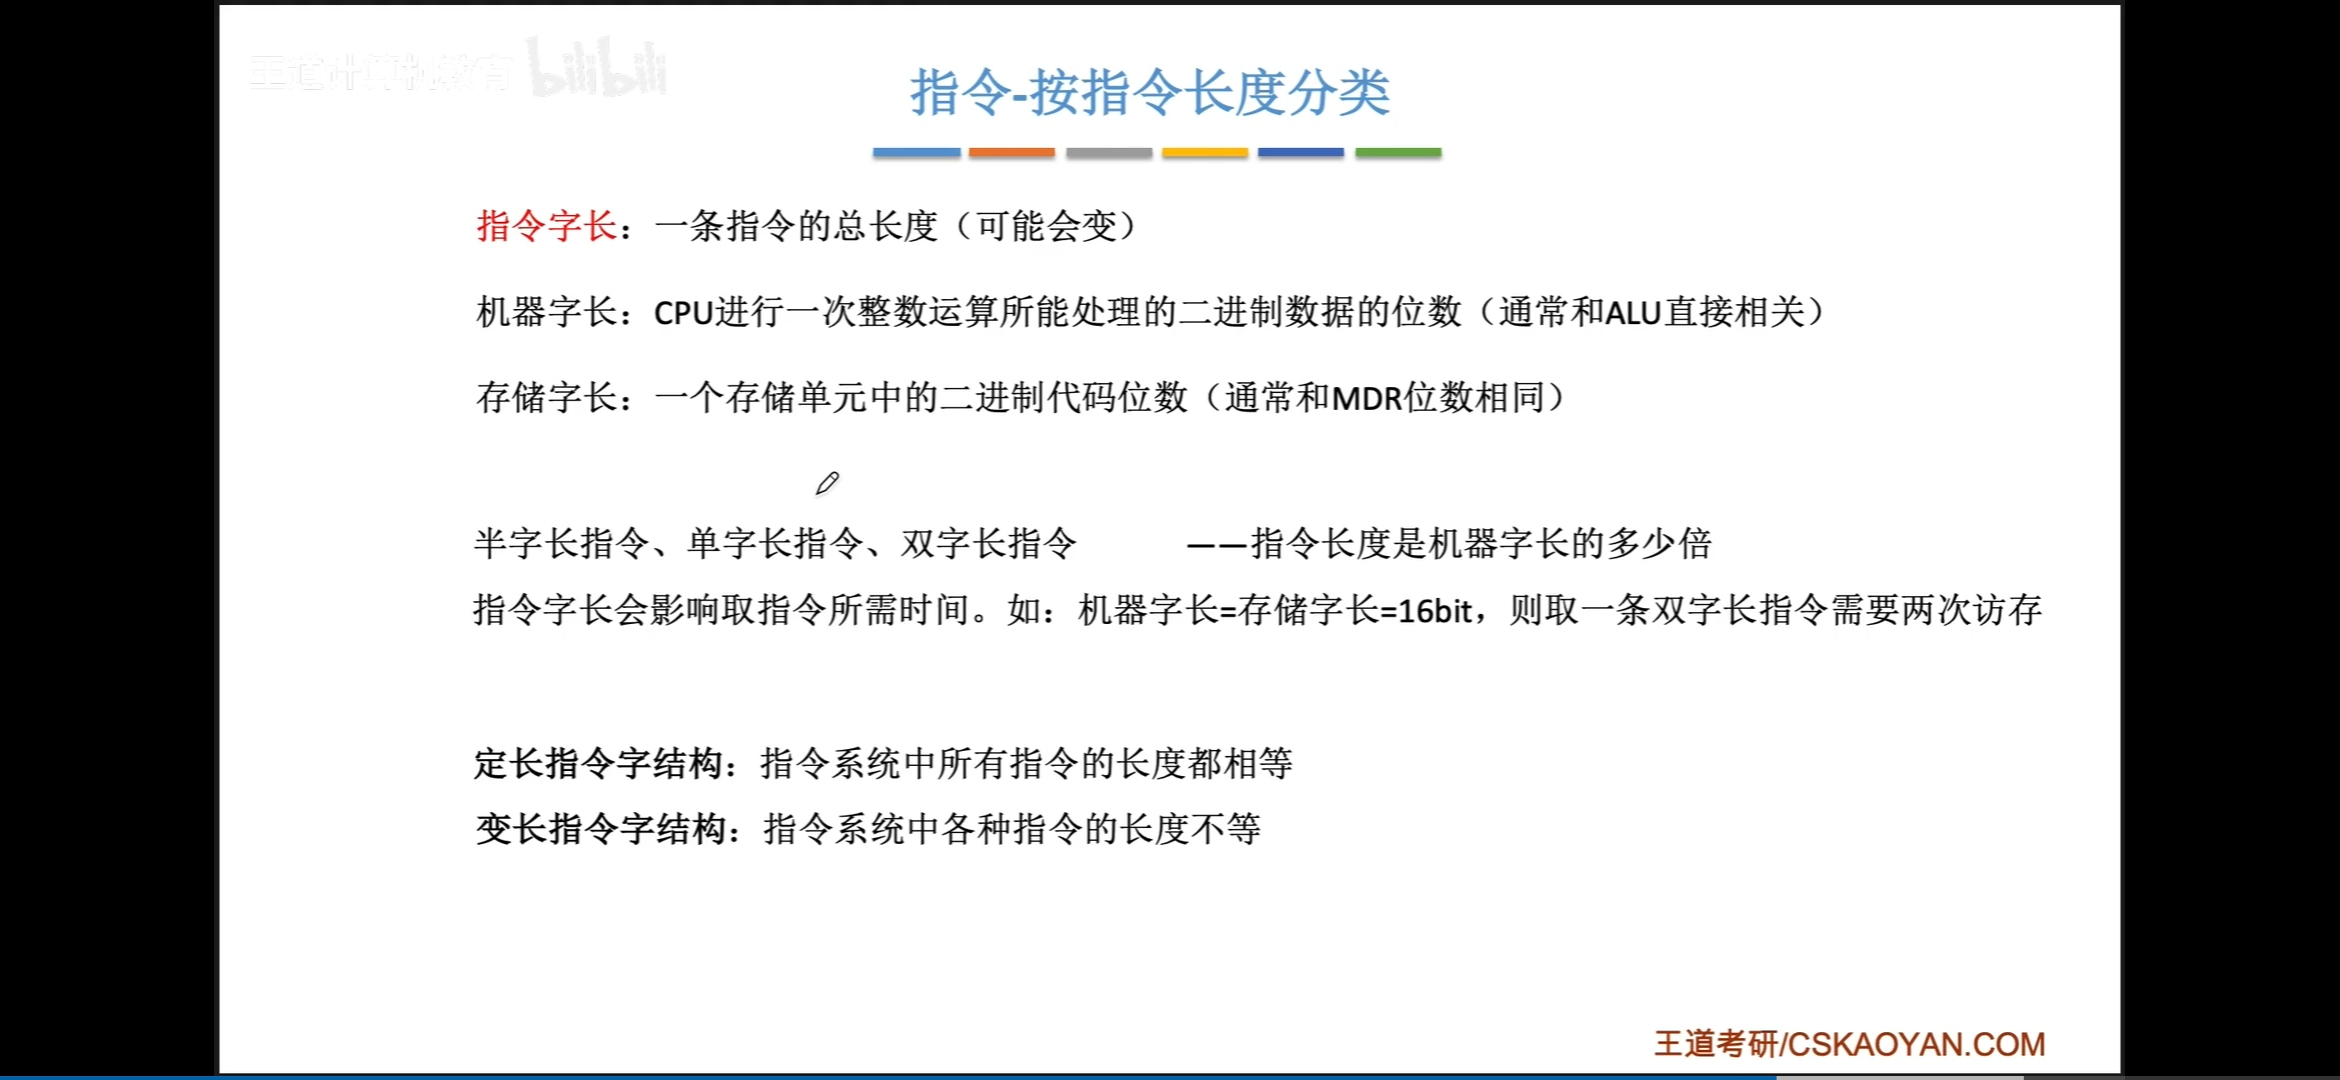 王道计算机教育 bilibili
指令-按指令长度分类
指令字长：一条指令的总长度（可能会变）
机器字长：CPU进行一次整数运算所能处理的二进制数据的位数（通常和ALU直接相关）
存储字长：一个存储单元中的二进制代码位数（通常和MDR位数相同）
半字长指令、单字长指令、双字长指令 ——指令长度是机器字长的多少倍
指令字长会影响取指令所需时间。如：机器字长=存储字长=16bit，则取一条双字长指令需要两次访存
定长指令字结构：指令系统中所有指令的长度都相等
变长指令字结构：指令系统中各种指令的长度不等
王道考研/CSKAOYAN.COM